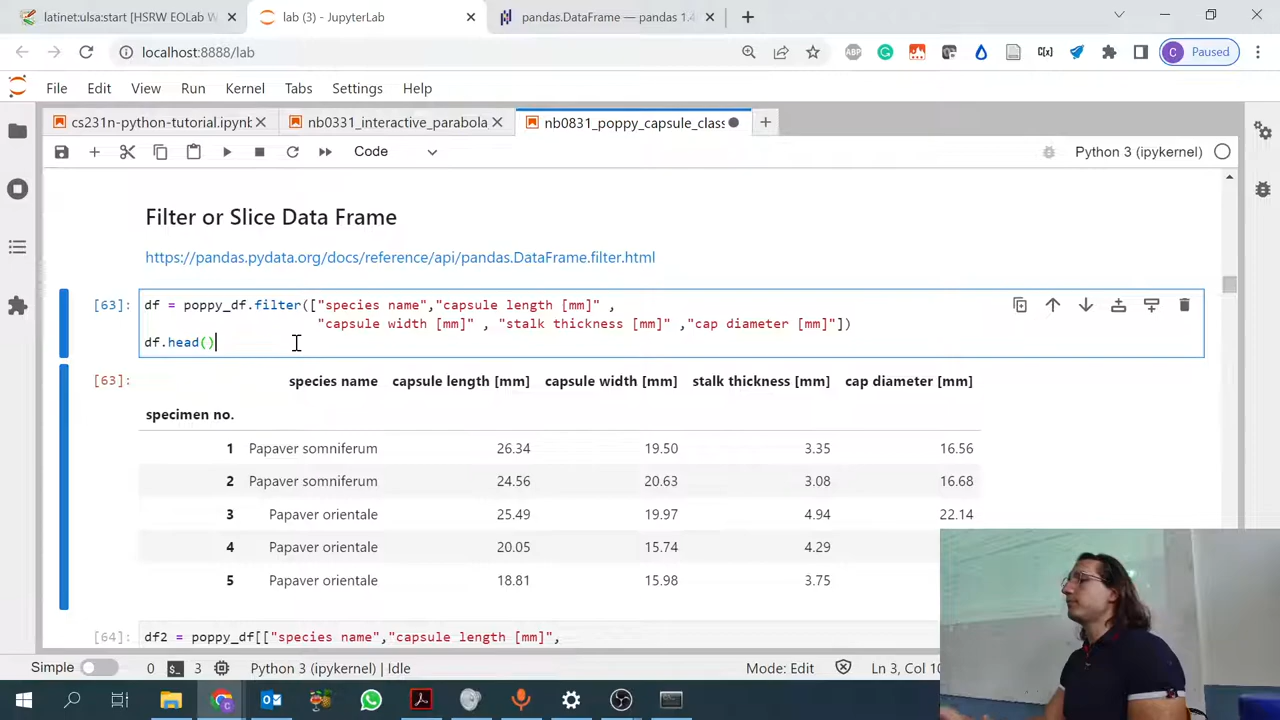 latinet:ulsa:start [HSRW EOLab W
lab (3) - JupyterLab
pandas.DataFrame — pandas 1.4
localhost:8888/lab
ABP
C[x]
C
Paused
File Edit View Run Kernel Tabs Settings Help
cs231n-python-tutorial.ipynb
nb0331_interactive_parabola
nb0831_poppy_capsule_class
Code
Python 3 (ipykernel)
Filter or Slice Data Frame
https://pandas.pydata.org/docs/reference/api/pandas.DataFrame.filter.html
[63]: df = poppy_df.filter(["species name","capsule length [mm]" ,
"capsule width [mm]" , "stalk thickness [mm]" ,"cap diameter [mm]"])
df.head()
[63]: species name capsule length [mm] capsule width [mm] stalk thickness [mm] cap diameter [mm]
specimen no.
1 Papaver somniferum 26.34 19.50 3.35 16.56
2 Papaver somniferum 24.56 20.63 3.08 16.68
3 Papaver orientale 25.49 19.97 4.94 22.14
4 Papaver orientale 20.05 15.74 4.29
5 Papaver orientale 18.81 15.98 3.75
[64]: df2 = poppy_df[["species name","capsule length [mm]",
Simple 0 3 Python 3 (ipykernel) | Idle Mode: Edit Ln 3, Col 10